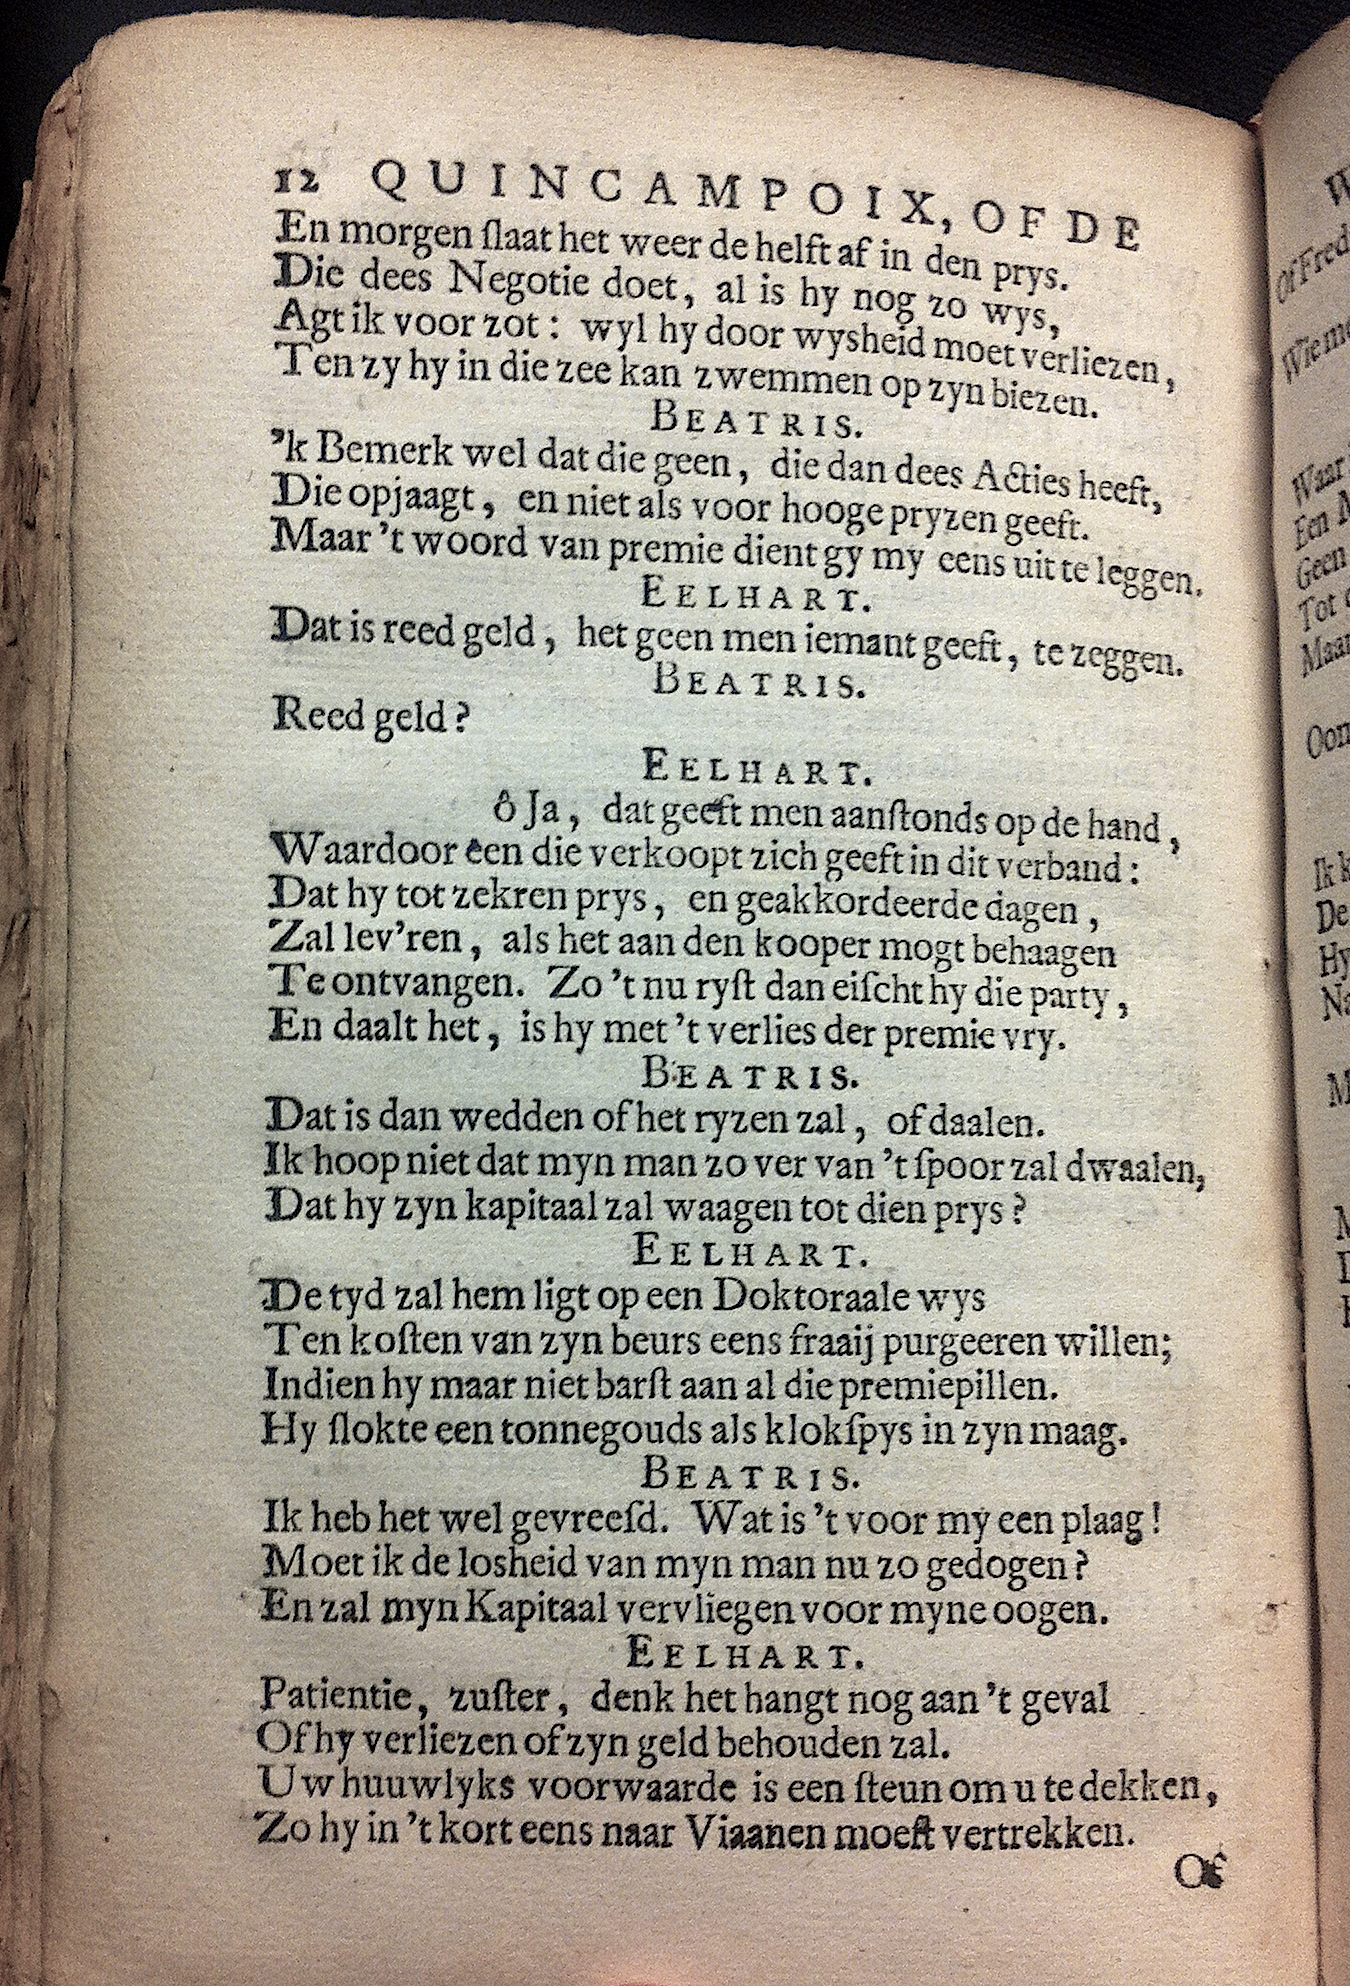 12 QUINCAMPOIX, OF DE
En morgen ſlaat het weer de helft af in den prys.
Die dees Negotie doet, al is hy nog zo wys,
Agt ik voor zot: wyl hy door wysheid moet verliezen,
Ten zy hy in die zee kan zwemmen op zyn biezen.
BEATRIS.
'k Bemerk wel dat die geen, die dan dees Acties heeft,
Die opjaagt, en niet als voor hooge pryzen geeft.
Maar 't woord van premie dient gy my eens uit te leggen.
EELHART.
Dat is reed geld, het geen men iemant geeft, te zeggen.
BEATRIS.
Reed geld?
EELHART.
ô Ja, dat geeft men aanſtonds op de hand,
Waardoor een die verkoopt zich geeft in dit verband:
Dat hy tot zekren prys, en geakkordeerde dagen,
Zal lev'ren, als het aan den kooper mogt behaagen
Te ontvangen. Zo 't nu ryſt dan eiſcht hy die party,
En daalt het, is hy met 't verlies der premie vry.
BEATRIS.
Dat is dan wedden of het ryzen zal, of daalen.
Ik hoop niet dat myn man zo ver van 't ſpoor zal dwaalen,
Dat hy zyn kapitaal zal waagen tot dien prys?
EELHART.
De tyd zal hem ligt op een Doktoraale wys
Ten koſten van zyn beurs eens fraaij purgeeren willen;
Indien hy maar niet barſt aan al die premiepillen.
Hy ſlokte een tonnegouds als klokſpys in zyn maag.
BEATRIS.
Ik heb het wel gevreeſd. Wat is 't voor my een plaag!
Moet ik de losheid van myn man nu zo gedogen?
En zal myn Kapitaal vervliegen voor myne oogen.
EELHART.
Patientie, zuſter, denk het hangt nog aan 't geval
Of hy verliezen of zyn geld behouden zal.
Uw huuwlyks voorwaarde is een ſteun om u te dekken,
Zo hy in 't kort eens naar Viaanen moeſt vertrekken.
Of